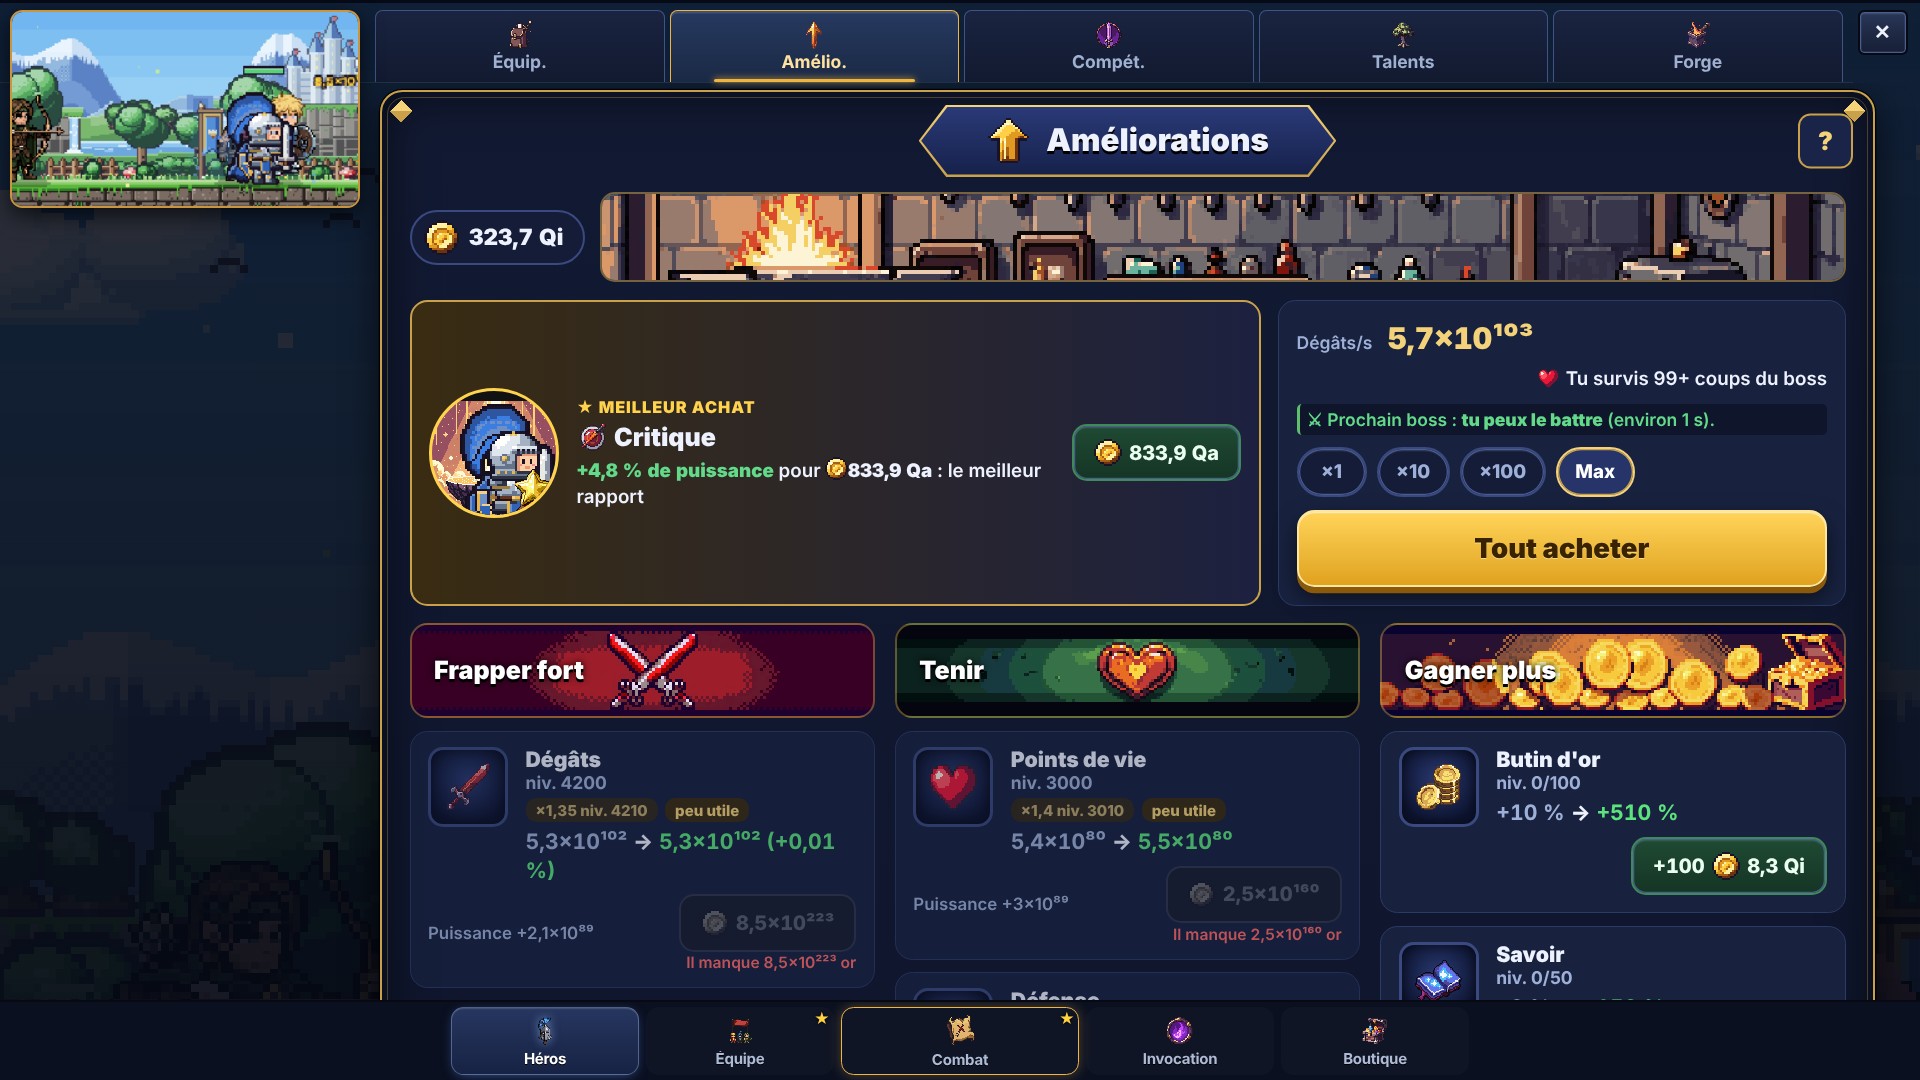 Équip.
Amélio.
Compét.
Talents
Forge
×
Améliorations
?
323,7 Qi
★ MEILLEUR ACHAT
Critique
+4,8 % de puissance pour 833,9 Qa : le meilleur
rapport
833,9 Qa
Dégâts/s 5,7×10¹⁰³
Tu survis 99+ coups du boss
Prochain boss : tu peux le battre (environ 1 s).
×1
×10
×100
Max
Tout acheter
Frapper fort
Tenir
Gagner plus
Dégâts
niv. 4200
×1,35 niv. 4210
peu utile
5,3×10¹⁰² → 5,3×10¹⁰² (+0,01
%)
Puissance +2,1×10⁸⁹
8,5×10²²³
Il manque 8,5×10²²³ or
Points de vie
niv. 3000
×1,4 niv. 3010
peu utile
5,4×10⁸⁰ → 5,5×10⁸⁰
Puissance +3×10⁸⁹
2,5×10¹⁶⁰
Il manque 2,5×10¹⁶⁰ or
Défense
Butin d'or
niv. 0/100
+10 % → +510 %
+100 8,3 Qi
Savoir
niv. 0/50
Héros
Équipe
Combat
Invocation
Boutique